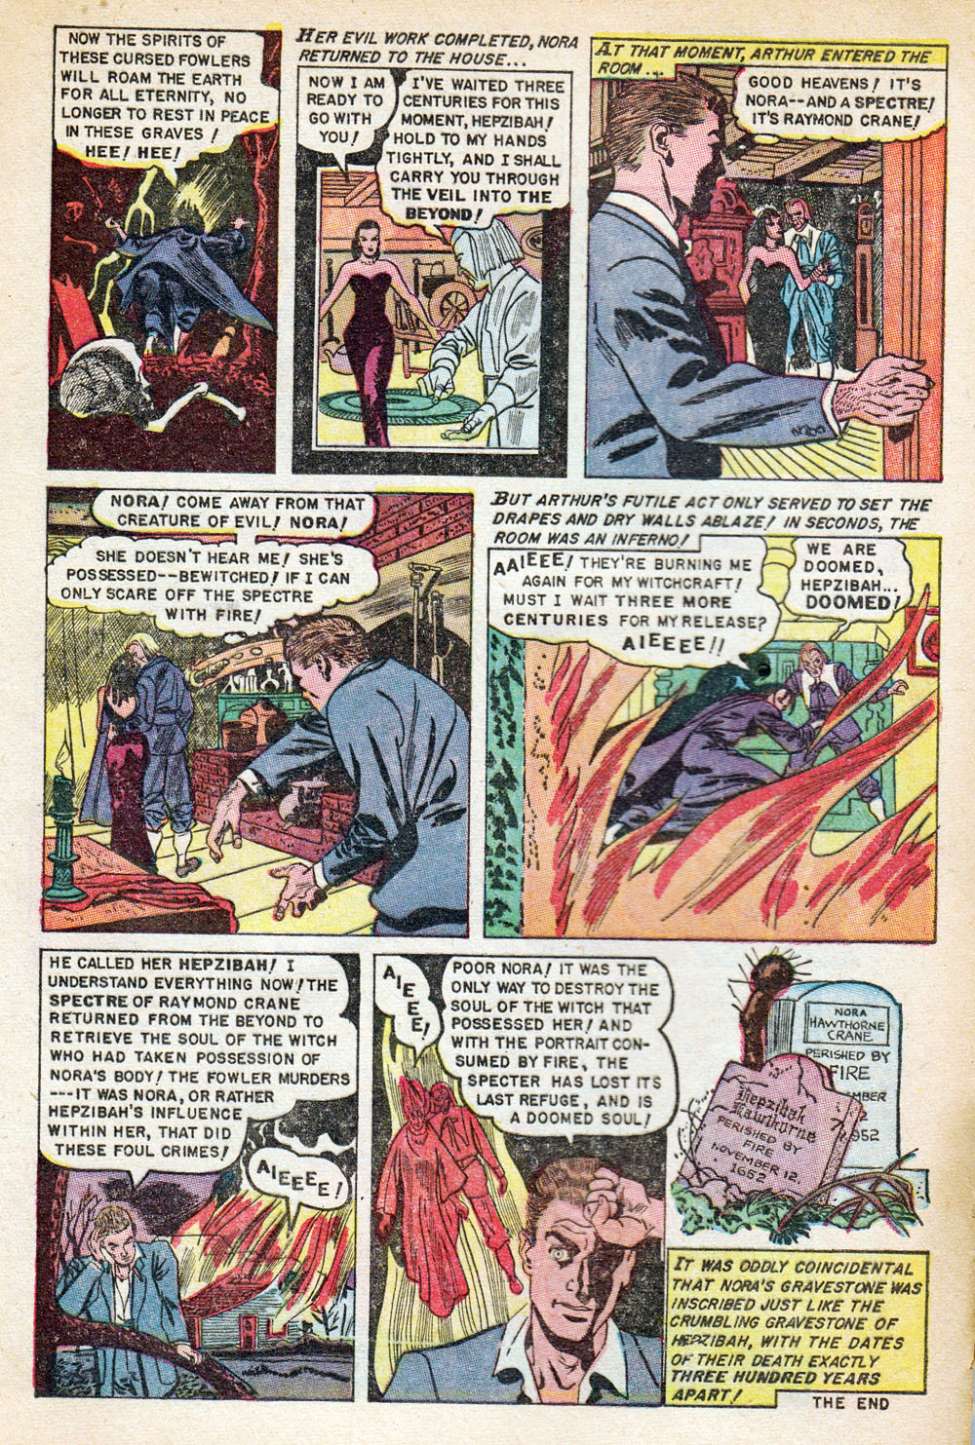 NOW THE SPIRITS OF
THESE CURSED FOWLERS
WILL ROAM THE EARTH
FOR ALL ETERNITY, NO
LONGER TO REST IN PEACE
IN THESE GRAVES!
HEE! HEE!
HER EVIL WORK COMPLETED, NORA
RETURNED TO THE HOUSE...
NOW I AM
READY TO
GO WITH
YOU!
I'VE WAITED THREE
CENTURIES FOR THIS
MOMENT, HEPZIBAH!
HOLD TO MY HANDS
TIGHTLY, AND I SHALL
CARRY YOU THROUGH
THE VEIL INTO THE
BEYOND!
AT THAT MOMENT, ARTHUR ENTERED THE
ROOM...
GOOD HEAVENS! IT'S
NORA--AND A SPECTRE!
IT'S RAYMOND CRANE!
NORA! COME AWAY FROM THAT
CREATURE OF EVIL! NORA!
SHE DOESN'T HEAR ME! SHE'S
POSSESSED--BEWITCHED! IF I CAN
ONLY SCARE OFF THE SPECTRE
WITH FIRE!
BUT ARTHUR'S FUTILE ACT ONLY SERVED TO SET THE
DRAPES AND DRY WALLS ABLAZE! IN SECONDS, THE
ROOM WAS AN INFERNO!
AAIEEE! THEY'RE BURNING ME
AGAIN FOR MY WITCHCRAFT!
MUST I WAIT THREE MORE
CENTURIES FOR MY RELEASE?
AIEEEE!!
WE ARE
DOOMED,
HEPZIBAH...
DOOMED!
HE CALLED HER HEPZIBAH! I
UNDERSTAND EVERYTHING NOW! THE
SPECTRE OF RAYMOND CRANE
RETURNED FROM THE BEYOND TO
RETRIEVE THE SOUL OF THE WITCH
WHO HAD TAKEN POSSESSION OF
NORA'S BODY! THE FOWLER MURDERS
---IT WAS NORA, OR RATHER
HEPZIBAH'S INFLUENCE
WITHIN HER, THAT DID
THESE FOUL CRIMES!
AIEEEE!
AIEEEE!
POOR NORA! IT WAS THE
ONLY WAY TO DESTROY THE
SOUL OF THE WITCH THAT
POSSESSED HER! AND
WITH THE PORTRAIT CON-
SUMED BY FIRE, THE
SPECTER HAS LOST ITS
LAST REFUGE, AND IS
A DOOMED SOUL!
NORA
HAWTHORNE
CRANE
PERISHED BY
FIRE
MBER
2
952
Hepzibah
Hawthorne
PERISHED BY
FIRE
NOVEMBER 12,
1652
IT WAS ODDLY COINCIDENTAL
THAT NORA'S GRAVESTONE WAS
INSCRIBED JUST LIKE THE
CRUMBLING GRAVESTONE OF
HEPZIBAH, WITH THE DATES
OF THEIR DEATH EXACTLY
THREE HUNDRED YEARS
APART!
THE END